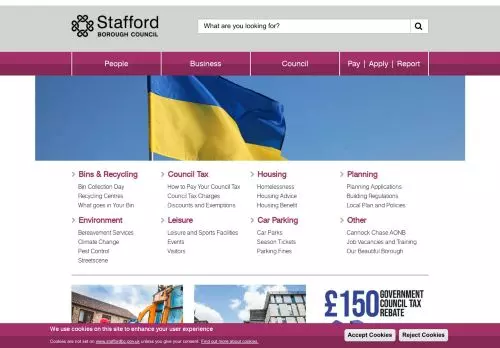 Stafford
BOROUGH COUNCIL
What are you looking for?
People
Business
Council
Pay | Apply | Report
Bins & Recycling
Bin Collection Day
Recycling Centres
What goes in Your Bin
Council Tax
How to Pay Your Council Tax
Council Tax Charges
Discounts and Exemptions
Housing
Homelessness
Housing Advice
Housing Benefit
Planning
Planning Applications
Building Regulations
Local Plan and Policies
Environment
Bereavement Services
Climate Change
Pest Control
Streetscene
Leisure
Leisure and Sports Facilities
Events
Visitors
Car Parking
Car Parks
Season Tickets
Parking Fines
Other
Cannock Chase AONB
Job Vacancies and Training
Our Beautiful Borough
£150 GOVERNMENT
COUNCIL TAX
REBATE
We use cookies on this site to enhance your user experience
Cookies are not set on www.staffordbc.gov.uk unless you give your consent. Find out more about cookies.
Accept Cookies
Reject Cookies